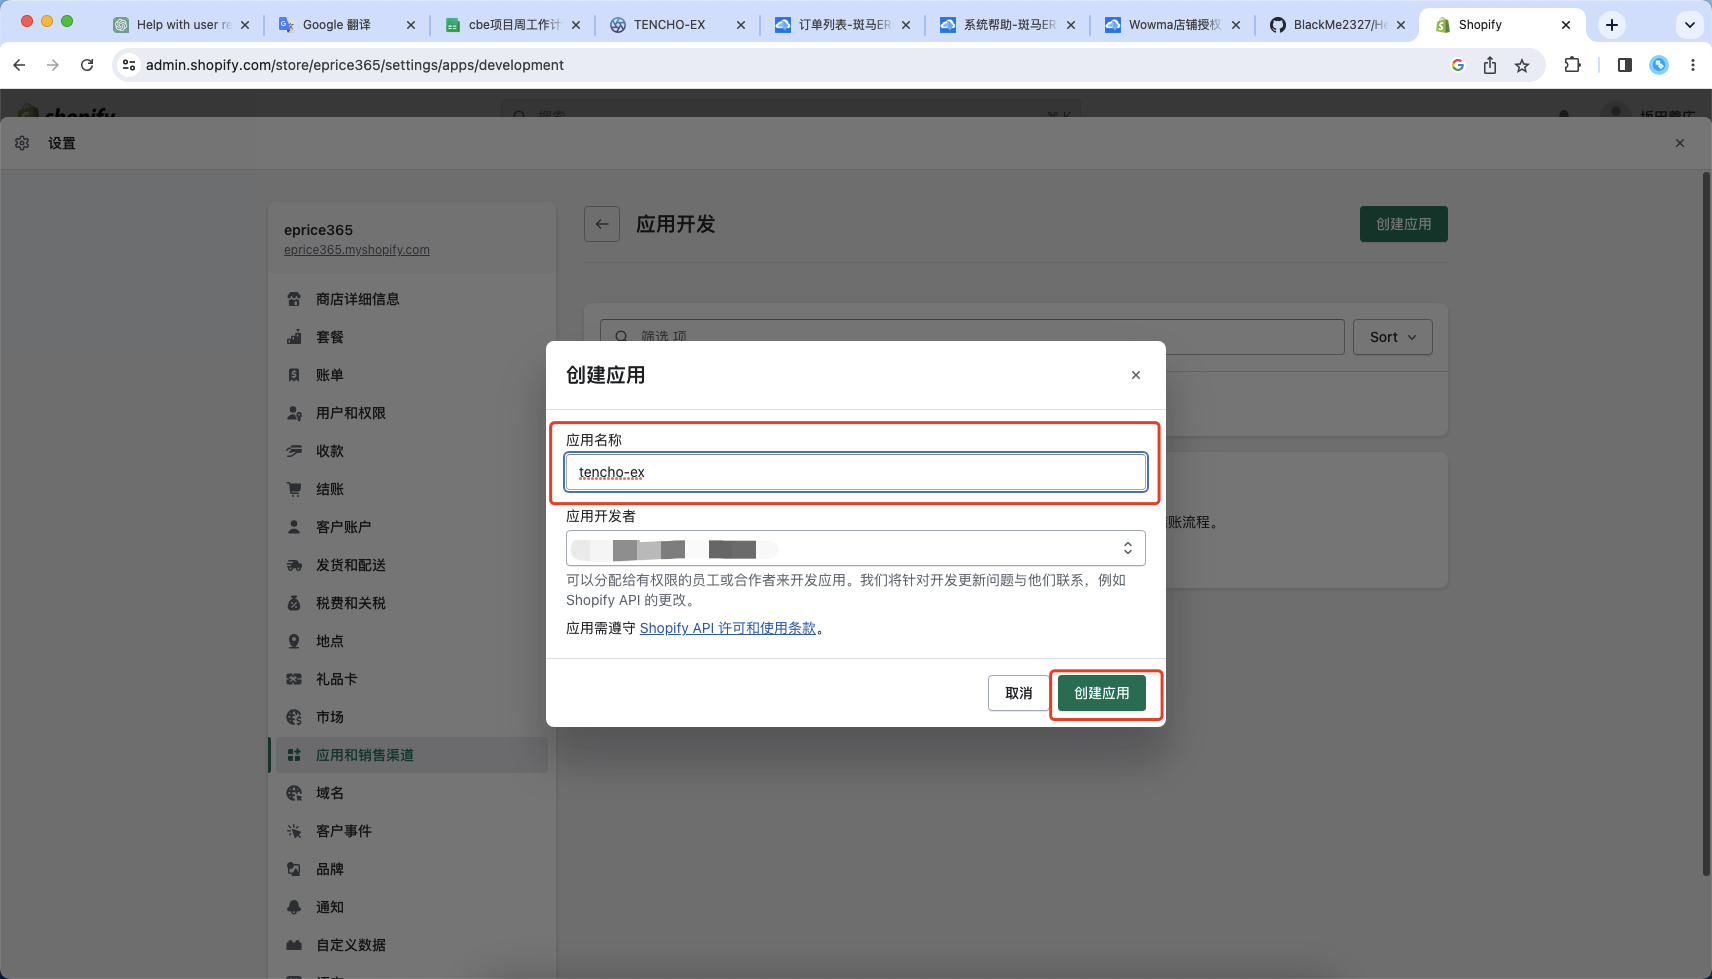 Help with user re
Google 翻译
cbe项目周工作计
TENCHO-EX
订单列表-斑马ER
系统帮助-斑马ER
Wowma店铺授权
BlackMe2327/He
Shopify
admin.shopify.com/store/eprice365/settings/apps/development
shopify
搜索
⌘ K
设置
eprice365
eprice365.myshopify.com
应用开发
创建应用
商店详细信息
套餐
账单
用户和权限
收款
结账
客户账户
发货和配送
税费和关税
地点
礼品卡
市场
应用和销售渠道
域名
客户事件
品牌
通知
自定义数据
筛选 项
Sort
账流程。
创建应用
应用名称
tencho-ex
应用开发者
可以分配给有权限的员工或合作者来开发应用。我们将针对开发更新问题与他们联系，例如
Shopify API 的更改。
应用需遵守 Shopify API 许可和使用条款。
取消
创建应用